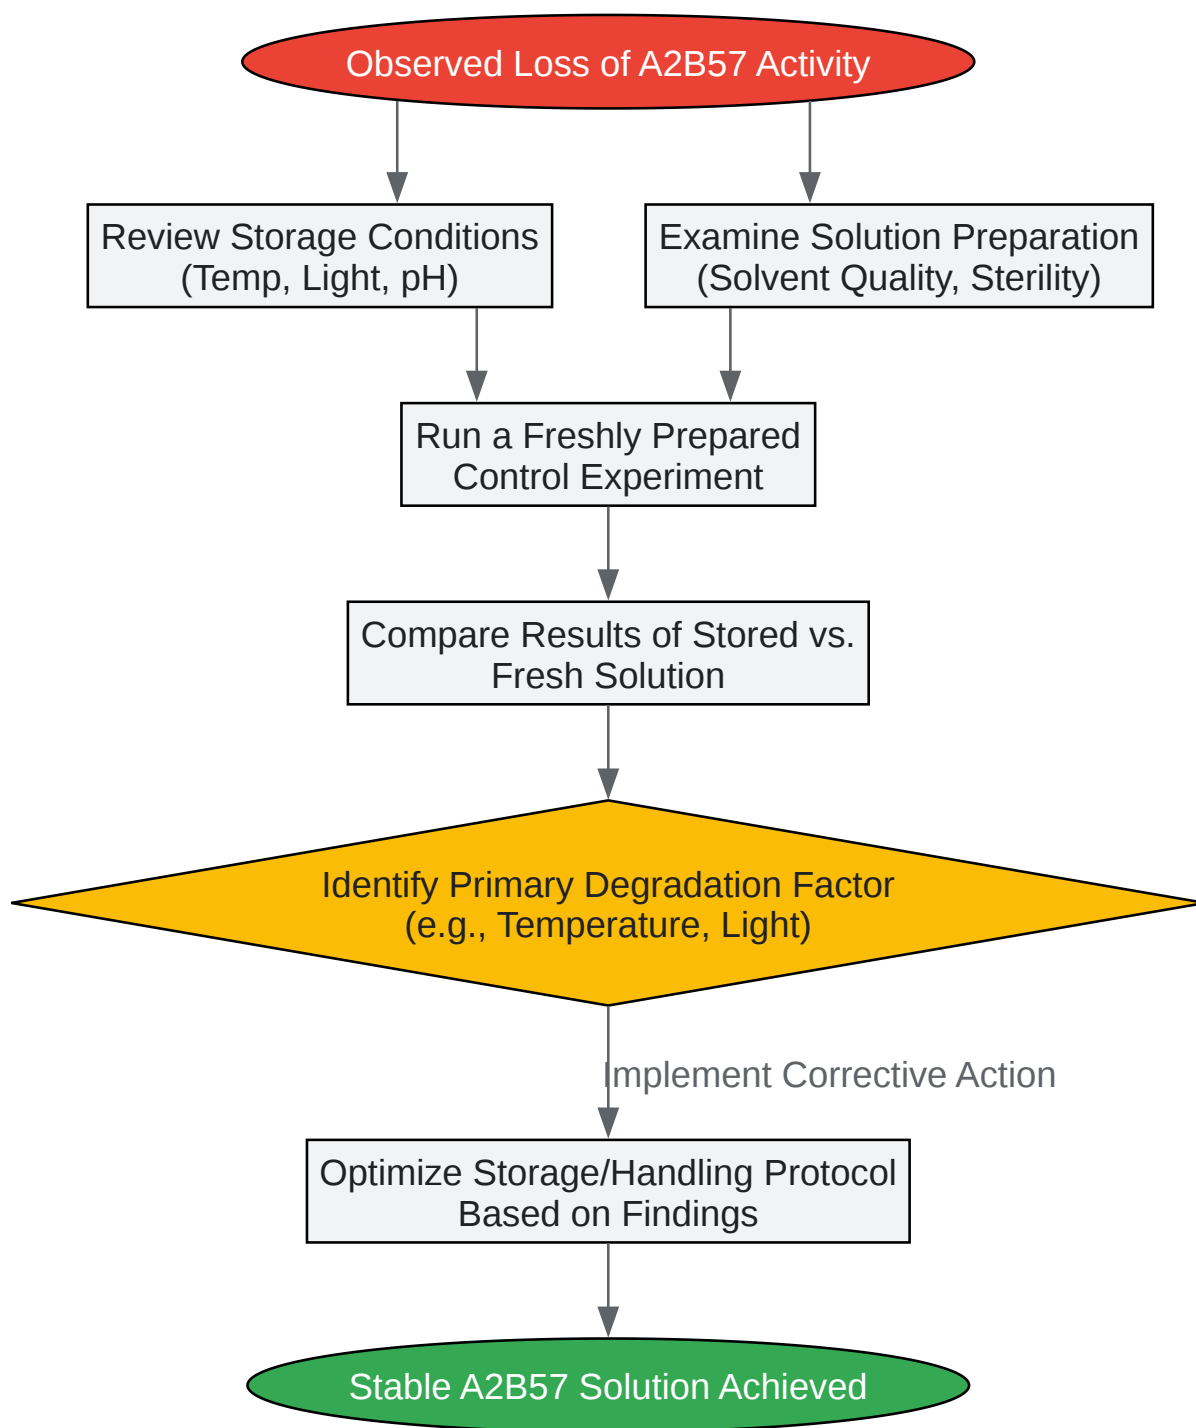 Observed Loss of A2B57 Activity
Review Storage Conditions
(Temp, Light, pH)
Examine Solution Preparation
(Solvent Quality, Sterility)
Run a Freshly Prepared
Control Experiment
Compare Results of Stored vs.
Fresh Solution
Identify Primary Degradation Factor
(e.g., Temperature, Light)
Implement Corrective Action
Optimize Storage/Handling Protocol
Based on Findings
Stable A2B57 Solution Achieved